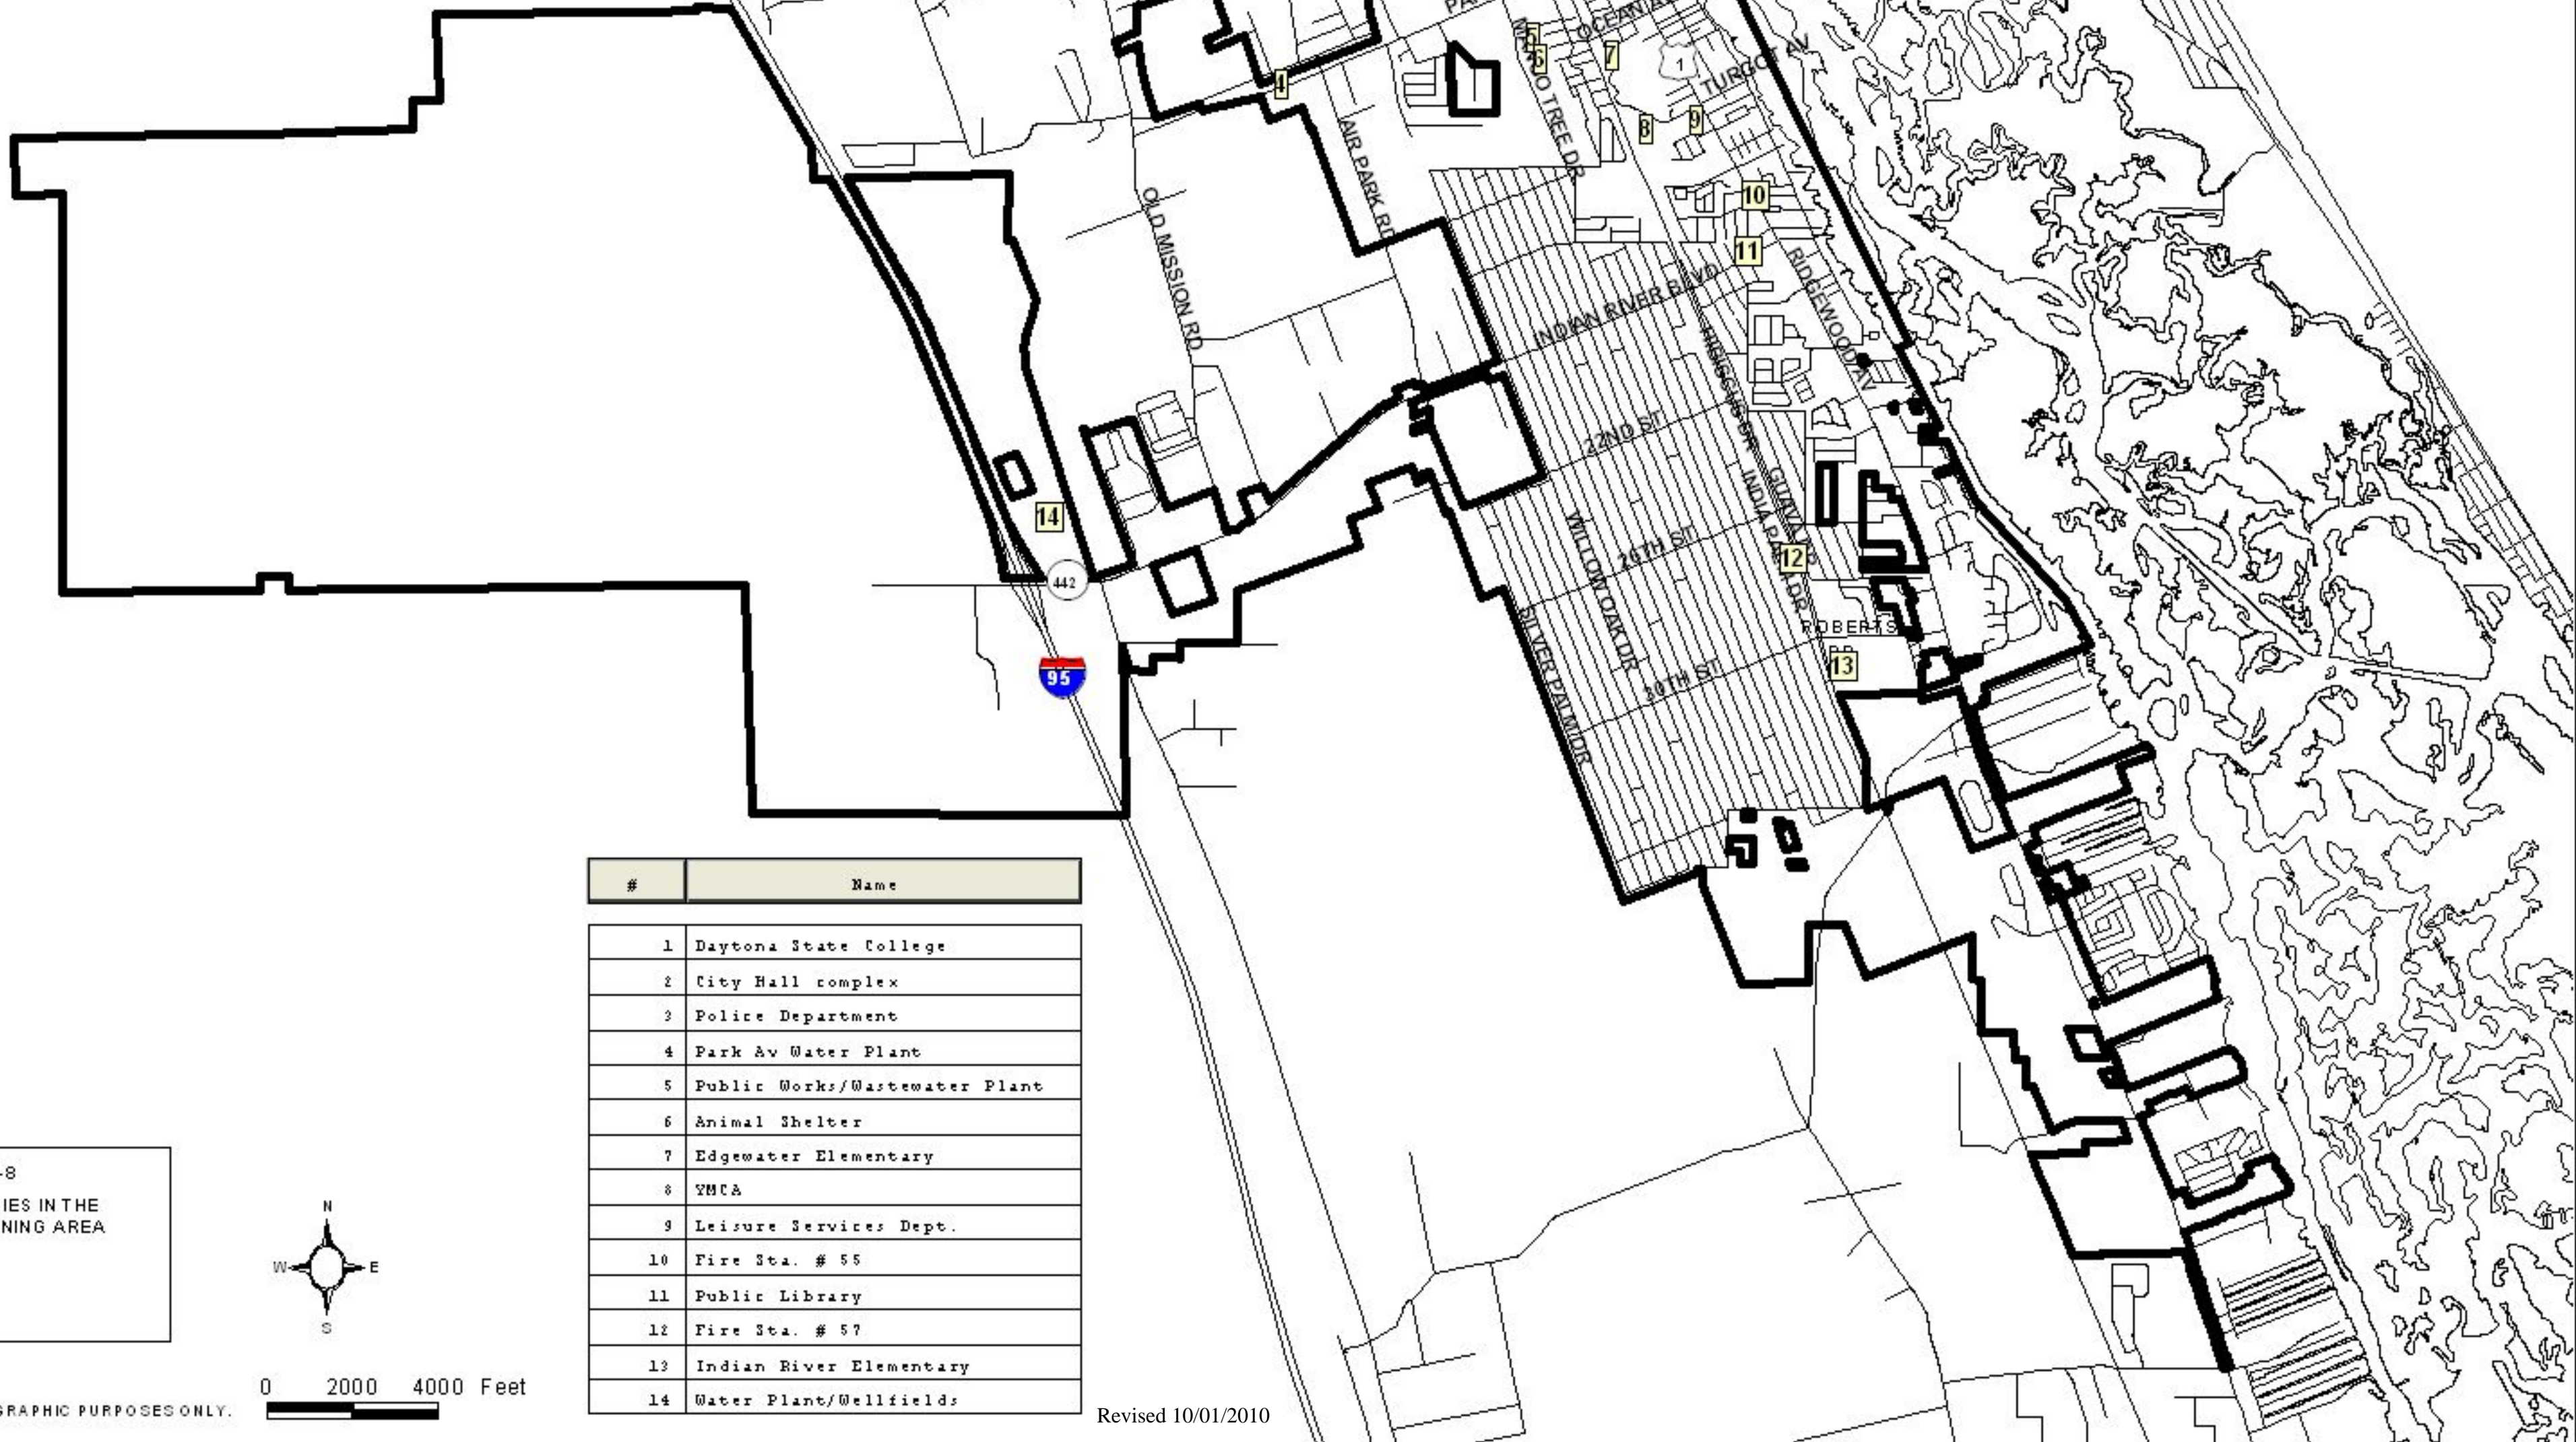 OCEAN A
5
6
7
1
TURGOT AV
4
8
9
AIR PARK RD
10
OLD MISSION RD
11
RIDGEWOOD AV
INDIAN RIVER BLVD
HIBISCUS DR
22ND ST
14
GUAVA
INDIA PALM DR
WILLOW OAK DR
26TH ST
12
442
SILVER PALM DR
ROBERTS
95
30TH ST
13
# Name
1 Daytona State College
2 City Hall complex
3 Police Department
4 Park Av Water Plant
5 Public Works/Wastewater Plant
6 Animal Shelter
7 Edgewater Elementary
8 YMCA
9 Leisure Services Dept.
10 Fire Sta. # 55
11 Public Library
12 Fire Sta. # 57
13 Indian River Elementary
14 Water Plant/Wellfields
-8
IES IN THE
NING AREA
N
W E
S
0 2000 4000 Feet
GRAPHIC PURPOSES ONLY.
Revised 10/01/2010